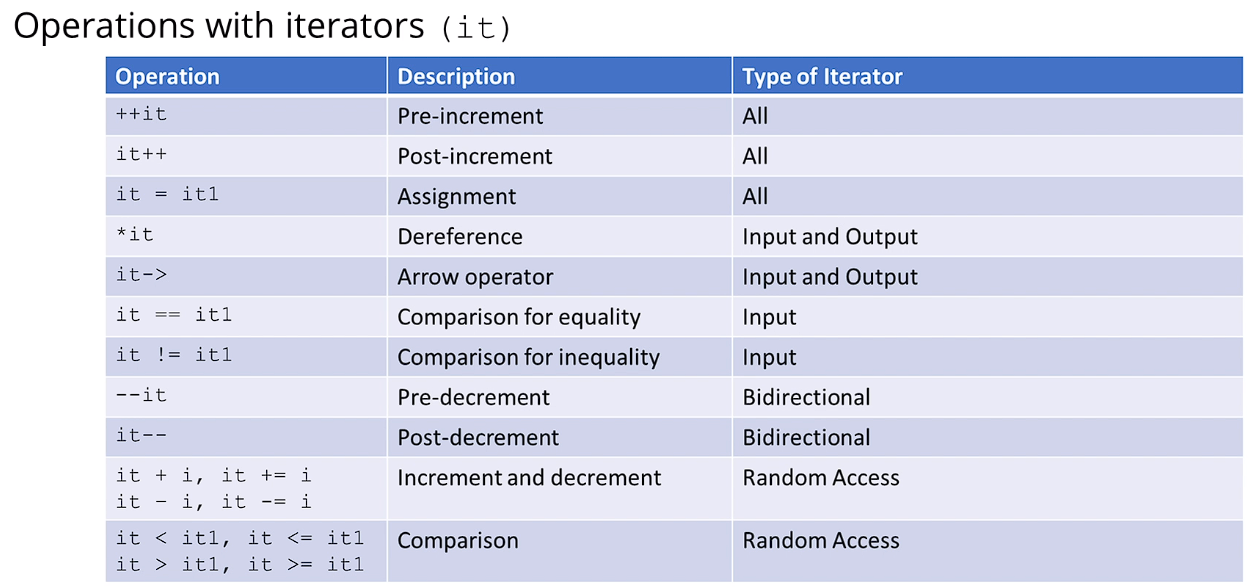 Operations with iterators (it)
Operation Description Type of Iterator
++it Pre-increment All
it++ Post-increment All
it = it1 Assignment All
*it Dereference Input and Output
it-> Arrow operator Input and Output
it == it1 Comparison for equality Input
it != it1 Comparison for inequality Input
--it Pre-decrement Bidirectional
it-- Post-decrement Bidirectional
it + i, it += i Increment and decrement Random Access
it - i, it -= i
it < it1, it <= it1 Comparison Random Access
it > it1, it >= it1